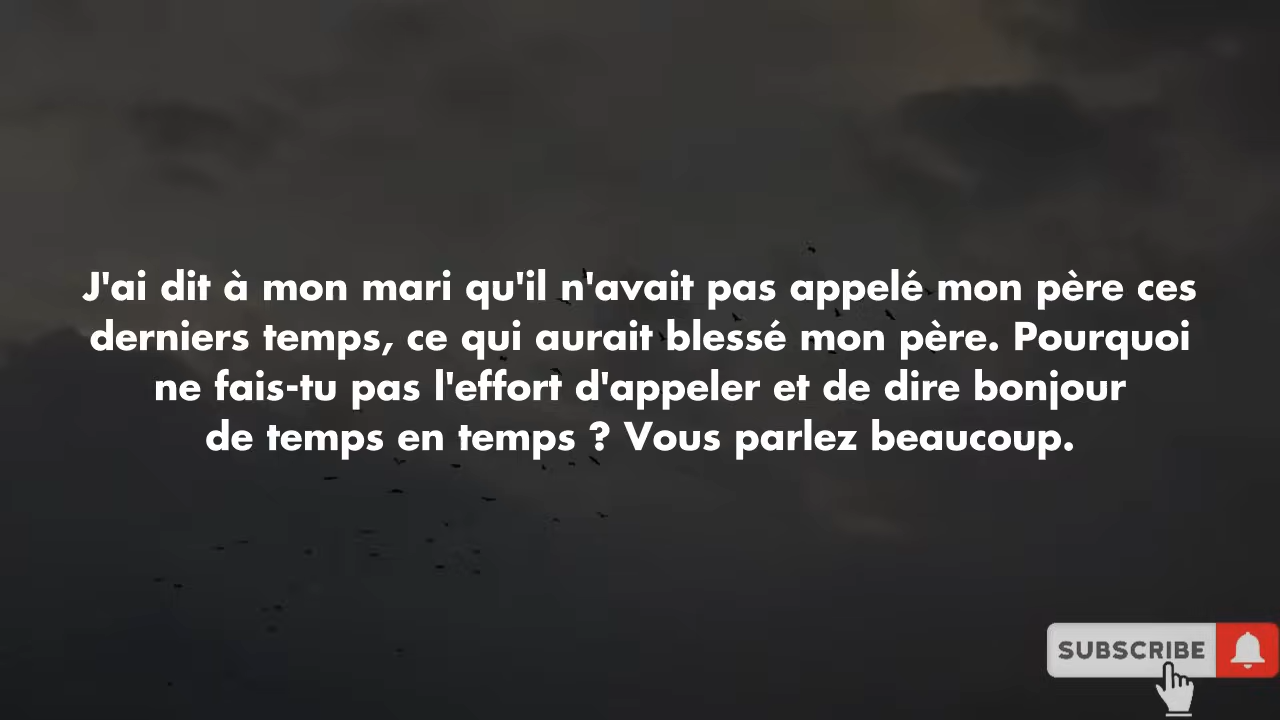 J'ai dit à mon mari qu'il n'avait pas appelé mon père ces
derniers temps, ce qui aurait blessé mon père. Pourquoi
ne fais-tu pas l'effort d'appeler et de dire bonjour
de temps en temps ? Vous parlez beaucoup.
SUBSCRIBE